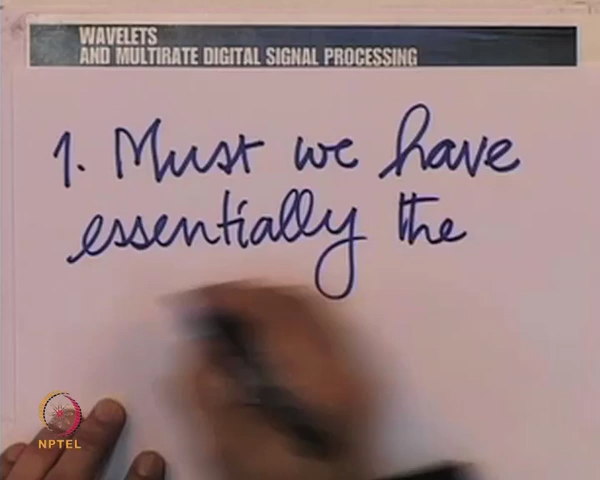 WAVELETS
AND MULTIRATE DIGITAL SIGNAL PROCESSING
1. Must we have
essentially the
NPTEL